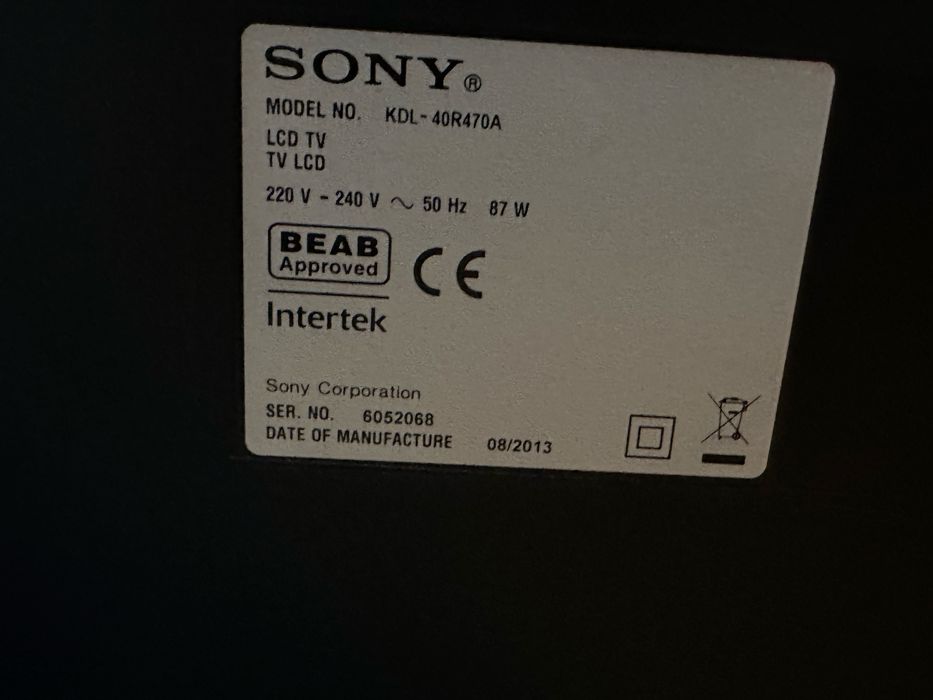 SONY®
MODEL NO. KDL-40R470A
LCD TV
TV LCD
220 V - 240 V ~ 50 Hz 87 W
BEAB
Approved
CE
Intertek
Sony Corporation
SER. NO. 6052068
DATE OF MANUFACTURE 08/2013